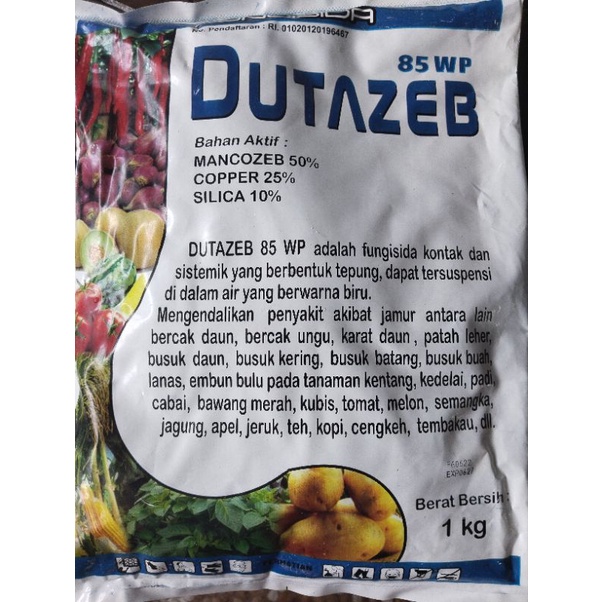 No. Pendaftaran : RI. 01020120196467
85 WP
DUTAZEB
Bahan Aktif :
MANCOZEB 50%
COPPER 25%
SILICA 10%
DUTAZEB 85 WP adalah fungisida kontak dan
sistemik yang berbentuk tepung, dapat tersuspensi
di dalam air yang berwarna biru.
Mengendalikan penyakit akibat jamur antara lain
bercak daun, bercak ungu, karat daun, patah leher,
busuk daun, busuk kering, busuk batang, busuk buah,
lanas, embun bulu pada tanaman kentang, kedelai, padi,
cabai, bawang merah, kubis, tomat, melon, semangka,
jagung, apel, jeruk, teh, kopi, cengkeh, tembakau, dll.
Berat Bersih :
1 kg